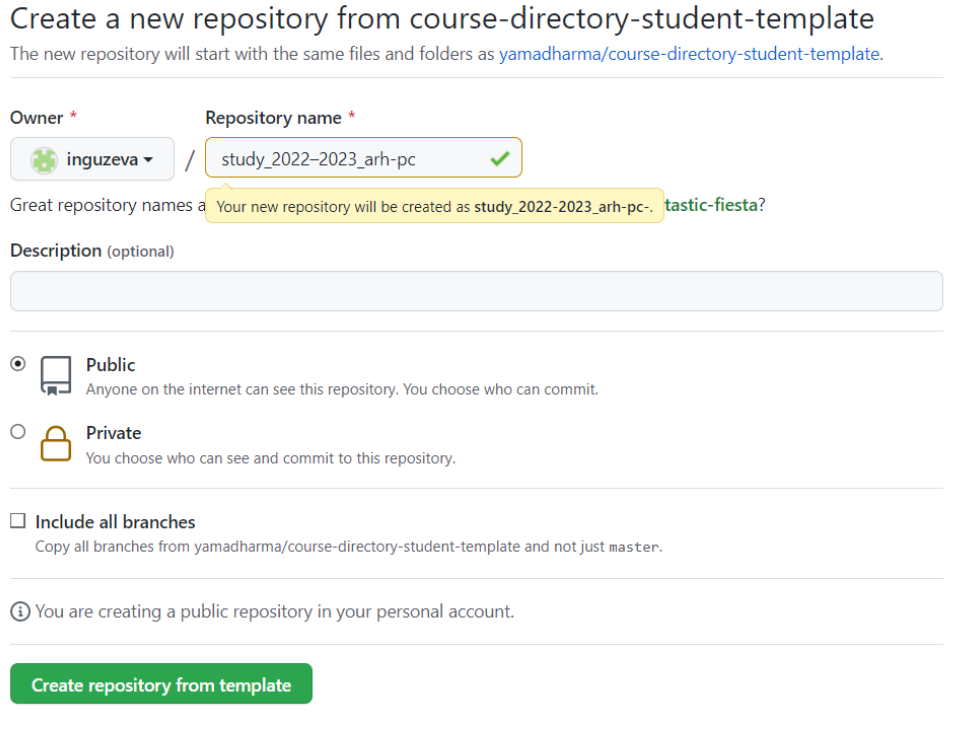 Create a new repository from course-directory-student-template
The new repository will start with the same files and folders as yamadharma/course-directory-student-template.
Owner *
Repository name *
inguzeva / study_2022–2023_arh-pc
Great repository names a
Your new repository will be created as study_2022-2023_arh-pc-.
tastic-fiesta?
Description (optional)
Public
Anyone on the internet can see this repository. You choose who can commit.
Private
You choose who can see and commit to this repository.
Include all branches
Copy all branches from yamadharma/course-directory-student-template and not just master.
You are creating a public repository in your personal account.
Create repository from template